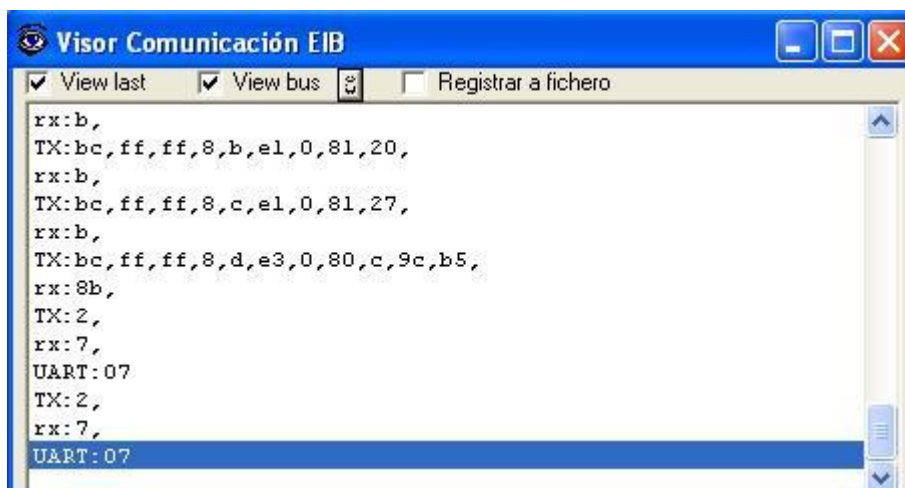 Visor Comunicación EIB
View last View bus Registrar a fichero
rx:b,
TX:bc,ff,ff,8,b,e1,0,81,20,
rx:b,
TX:bc,ff,ff,8,c,e1,0,81,27,
rx:b,
TX:bc,ff,ff,8,d,e3,0,80,c,9c,b5,
rx:8b,
TX:2,
rx:7,
UART:07
TX:2,
rx:7,
UART:07